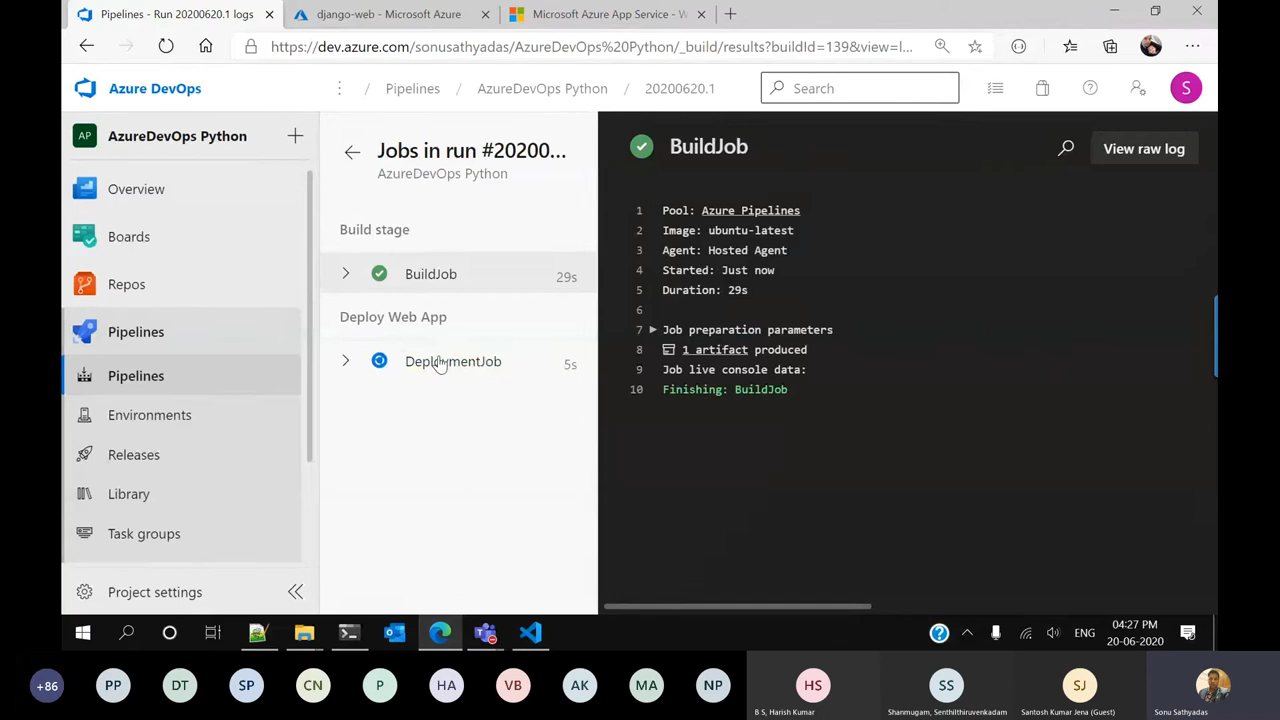 Pipelines - Run 20200620.1 logs
django-web - Microsoft Azure
Microsoft Azure App Service - W
https://dev.azure.com/sonusathyadas/AzureDevOps%20Python/_build/results?buildId=139&view=l...
Azure DevOps
/ Pipelines / AzureDevOps Python / 20200620.1
Search
S
AP
AzureDevOps Python
Overview
Boards
Repos
Pipelines
Pipelines
Environments
Releases
Library
Task groups
Project settings
Jobs in run #20200...
AzureDevOps Python
Build stage
BuildJob 29s
Deploy Web App
DeploymentJob 5s
BuildJob
View raw log
1 Pool: Azure Pipelines
2 Image: ubuntu-latest
3 Agent: Hosted Agent
4 Started: Just now
5 Duration: 29s
6
7 Job preparation parameters
8 1 artifact produced
9 Job live console data:
10 Finishing: BuildJob
ENG
04:27 PM
20-06-2020
+86
PP
DT
SP
CN
P
HA
VB
AK
MA
NP
HS
B S, Harish Kumar
SS
Shanmugam, Senthilthiruvenkadam
SJ
Santosh Kumar Jena (Guest)
Sonu Sathyadas